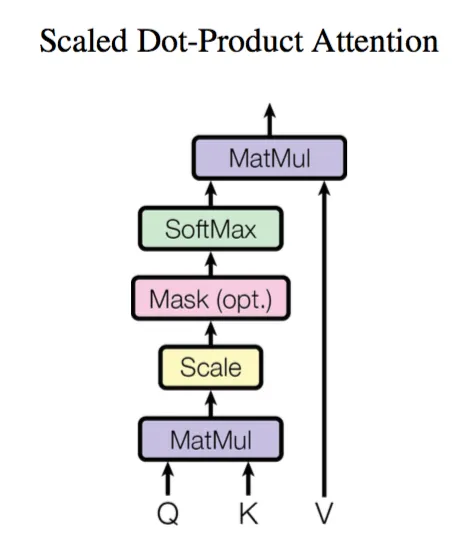 Scaled Dot-Product Attention
MatMul
SoftMax
Mask (opt.)
Scale
MatMul
Q K V